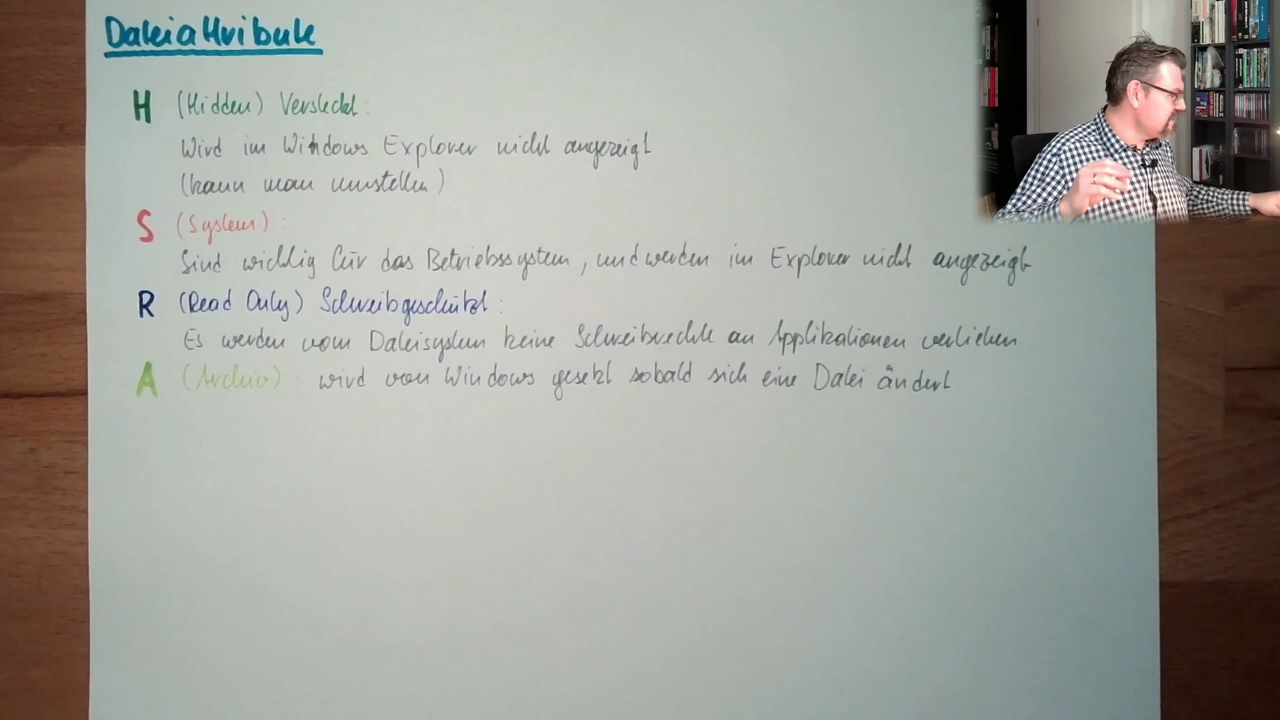 Dateiattribute
H (Hidden) Versteckt:
Wird im Windows Explorer nicht angezeigt
(kann man umstellen)
S (System):
Sind wichtig für das Betriebssystem, und werden im Explorer nicht angezeigt
R (Read Only) Schreibgeschützt:
Es werden vom Dateisystem keine Schreibrechte an Applikationen verliehen
A (Archiv): wird von Windows gesetzt sobald sich eine Datei ändert